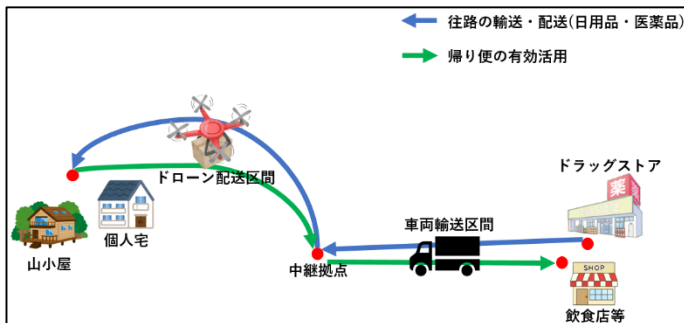 往路の輸送・配送(日用品・医薬品)
帰り便の有効活用
ドローン配送区間
ドラッグストア
薬
車両輸送区間
個人宅
山小屋
中継拠点
SHOP
飲食店等